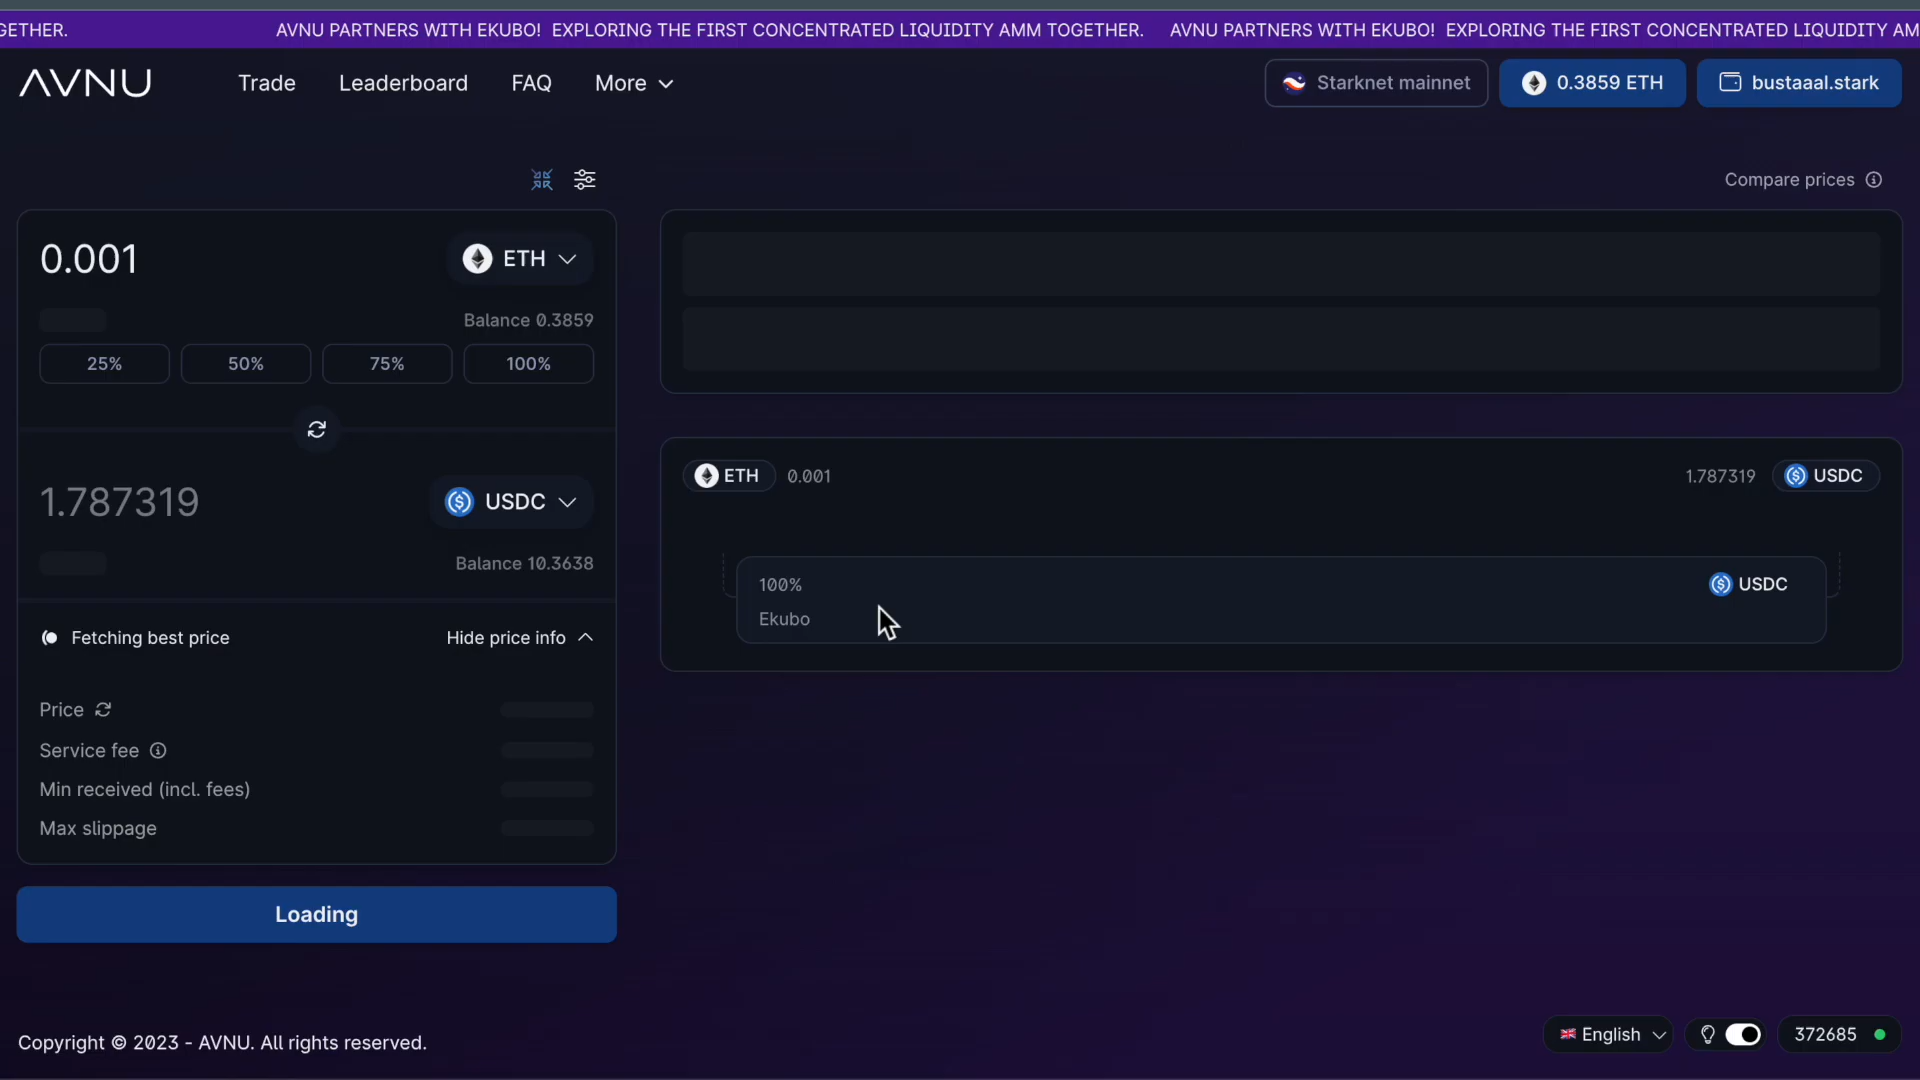 GETHER. AVNU PARTNERS WITH EKUBO! EXPLORING THE FIRST CONCENTRATED LIQUIDITY AMM TOGETHER. AVNU PARTNERS WITH EKUBO! EXPLORING THE FIRST CONCENTRATED LIQUIDITY AM
AVNU Trade Leaderboard FAQ More Starknet mainnet 0.3859 ETH bustaaal.stark
Compare prices
0.001 ETH
Balance 0.3859
25% 50% 75% 100%
1.787319 USDC
Balance 10.3638
Fetching best price Hide price info
Price
Service fee
Min received (incl. fees)
Max slippage
Loading
ETH 0.001 1.787319 USDC
100% USDC
Ekubo
Copyright © 2023 - AVNU. All rights reserved.
English 372685